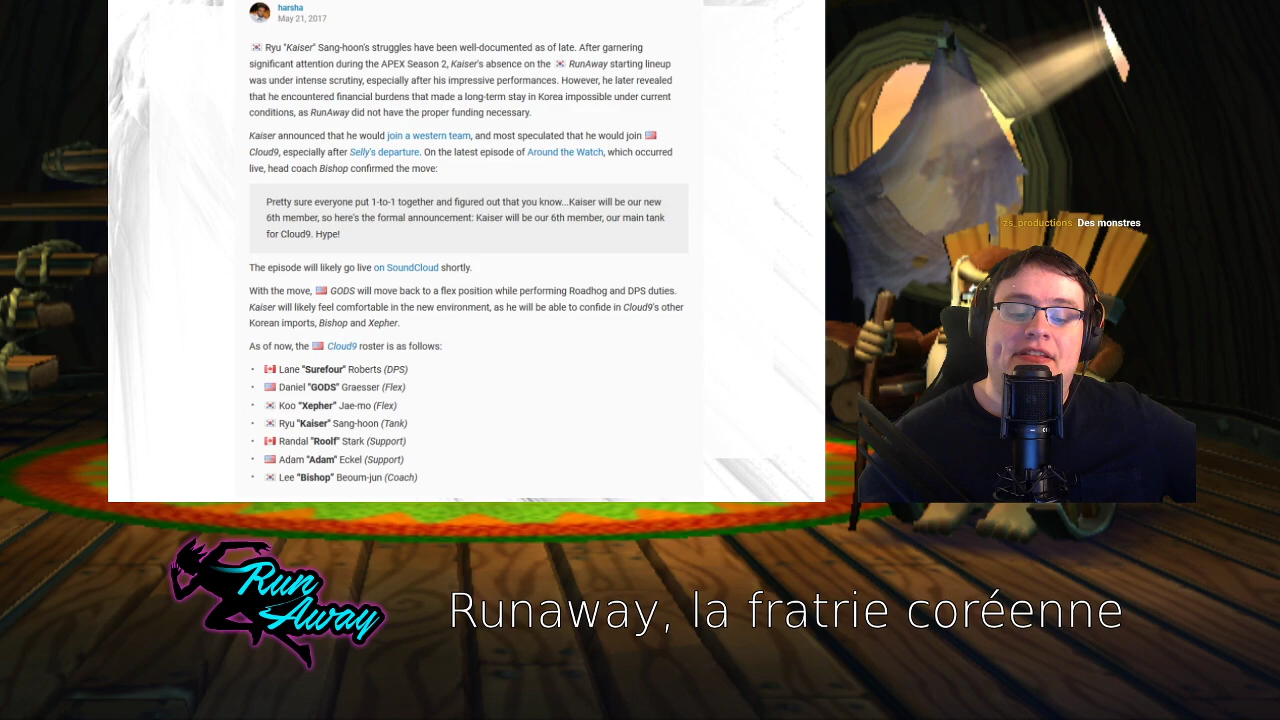 harsha
May 21, 2017
Ryu "Kaiser" Sang-hoon's struggles have been well-documented as of late. After garnering
significant attention during the APEX Season 2, Kaiser's absence on the RunAway starting lineup
was under intense scrutiny, especially after his impressive performances. However, he later revealed
that he encountered financial burdens that made a long-term stay in Korea impossible under current
conditions, as RunAway did not have the proper funding necessary.
Kaiser announced that he would join a western team, and most speculated that he would join
Cloud9, especially after Selly's departure. On the latest episode of Around the Watch, which occurred
live, head coach Bishop confirmed the move:
Pretty sure everyone put 1-to-1 together and figured out that you know...Kaiser will be our new
6th member, so here's the formal announcement: Kaiser will be our 6th member, our main tank
for Cloud9. Hype!
The episode will likely go live on SoundCloud shortly.
With the move, GODS will move back to a flex position while performing Roadhog and DPS duties.
Kaiser will likely feel comfortable in the new environment, as he will be able to confide in Cloud9's other
Korean imports, Bishop and Xepher.
As of now, the Cloud9 roster is as follows:
• Lane "Surefour" Roberts (DPS)
• Daniel "GODS" Graesser (Flex)
• Koo "Xepher" Jae-mo (Flex)
• Ryu "Kaiser" Sang-hoon (Tank)
• Randal "Roolf" Stark (Support)
• Adam "Adam" Eckel (Support)
• Lee "Bishop" Beoum-jun (Coach)
zs_productions Des monstres
Run
Away
Runaway, la fratrie coréenne